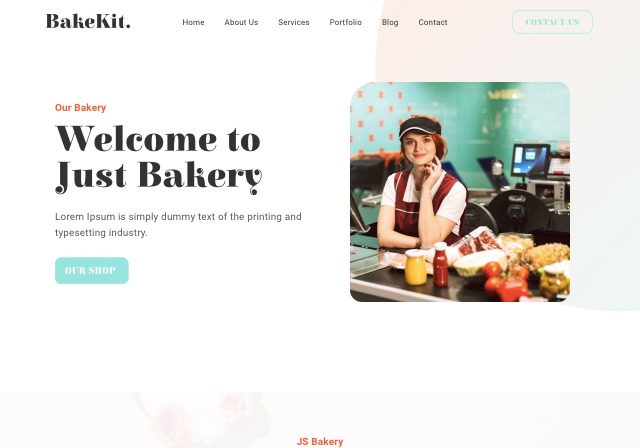 BakeKit.
Home
About Us
Services
Portfolio
Blog
Contact
CONTACT US
Our Bakery
Welcome to
Just Bakery
Lorem Ipsum is simply dummy text of the printing and
typesetting industry.
OUR SHOP
JS Bakery